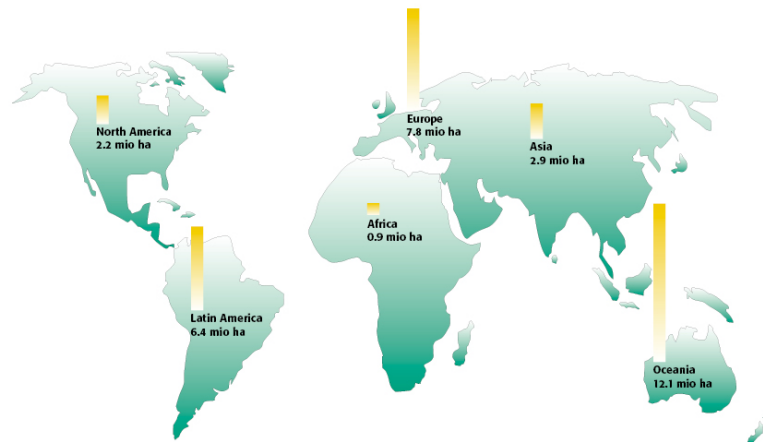 North America
2.2 mio ha
Europe
7.8 mio ha
Asia
2.9 mio ha
Africa
0.9 mio ha
Latin America
6.4 mio ha
Oceania
12.1 mio ha